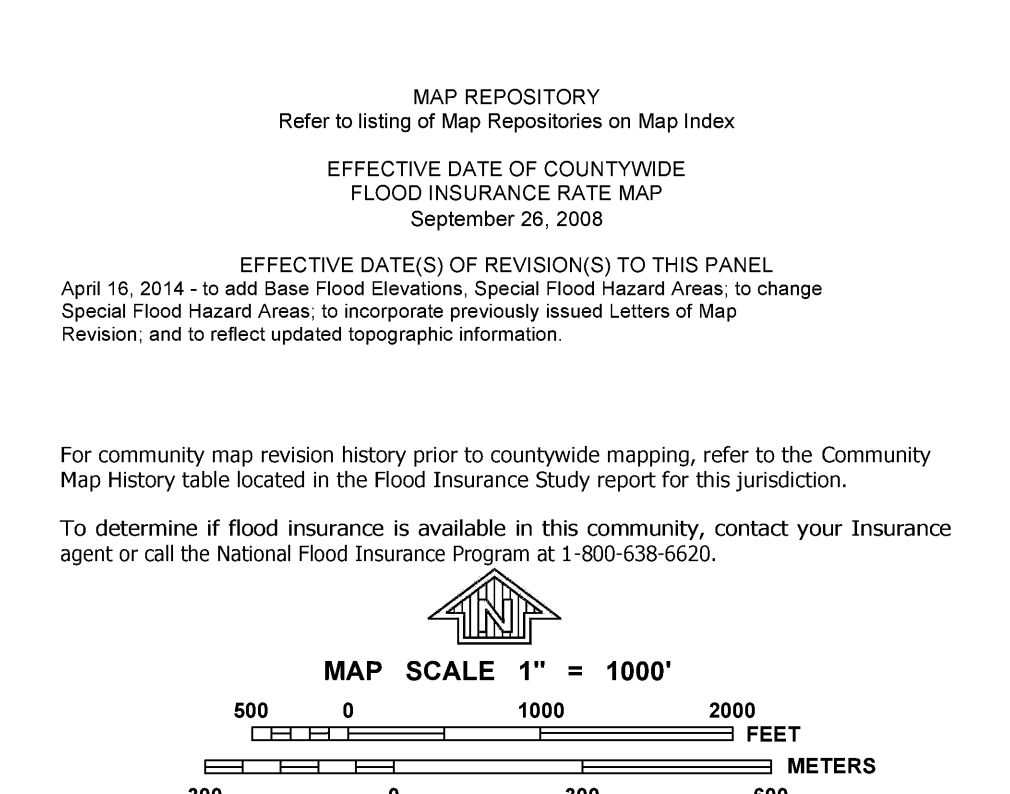 MAP REPOSITORY
Refer to listing of Map Repositories on Map Index
EFFECTIVE DATE OF COUNTYWIDE
FLOOD INSURANCE RATE MAP
September 26, 2008
EFFECTIVE DATE(S) OF REVISION(S) TO THIS PANEL
April 16, 2014 - to add Base Flood Elevations, Special Flood Hazard Areas; to change
Special Flood Hazard Areas; to incorporate previously issued Letters of Map
Revision; and to reflect updated topographic information.
For community map revision history prior to countywide mapping, refer to the Community
Map History table located in the Flood Insurance Study report for this jurisdiction.
To determine if flood insurance is available in this community, contact your Insurance
agent or call the National Flood Insurance Program at 1-800-638-6620.
N
MAP SCALE 1" = 1000'
500 0 1000 2000
FEET
METERS
300 0 300 600